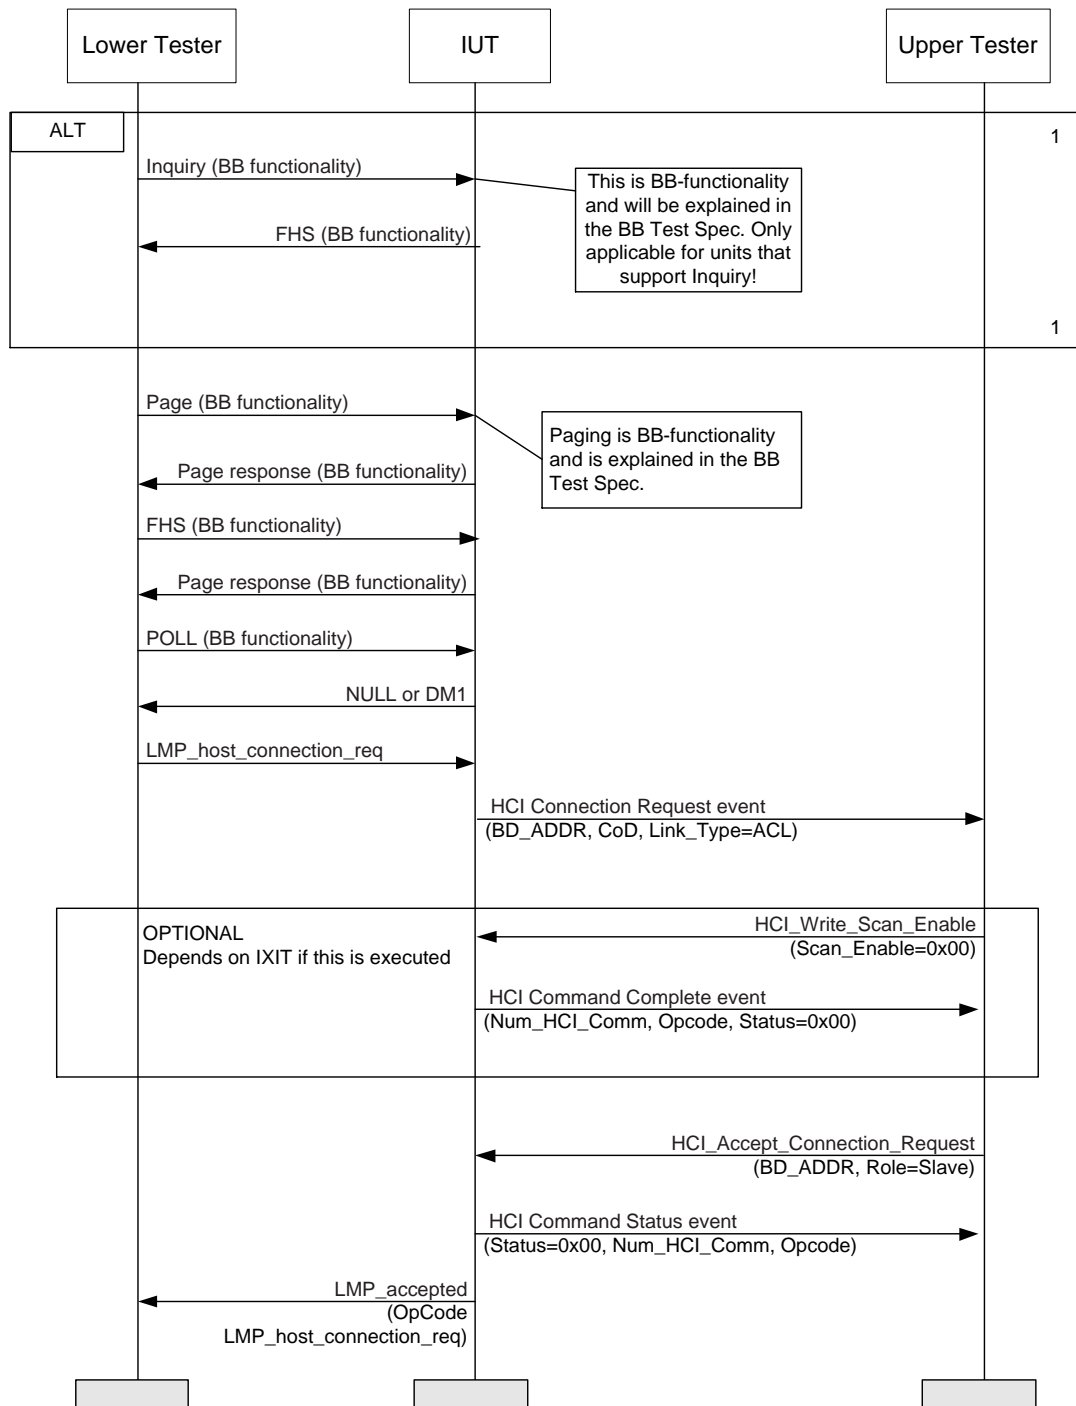 Lower Tester
IUT
Upper Tester
ALT
1
Inquiry (BB functionality)
This is BB-functionality
and will be explained in
the BB Test Spec. Only
applicable for units that
support Inquiry!
FHS (BB functionality)
1
Page (BB functionality)
Paging is BB-functionality
and is explained in the BB
Test Spec.
Page response (BB functionality)
FHS (BB functionality)
Page response (BB functionality)
POLL (BB functionality)
NULL or DM1
LMP_host_connection_req
HCI Connection Request event
(BD_ADDR, CoD, Link_Type=ACL)
OPTIONAL
Depends on IXIT if this is executed
HCI_Write_Scan_Enable
(Scan_Enable=0x00)
HCI Command Complete event
(Num_HCI_Comm, Opcode, Status=0x00)
HCI_Accept_Connection_Request
(BD_ADDR, Role=Slave)
HCI Command Status event
(Status=0x00, Num_HCI_Comm, Opcode)
LMP_accepted
(OpCode
LMP_host_connection_req)